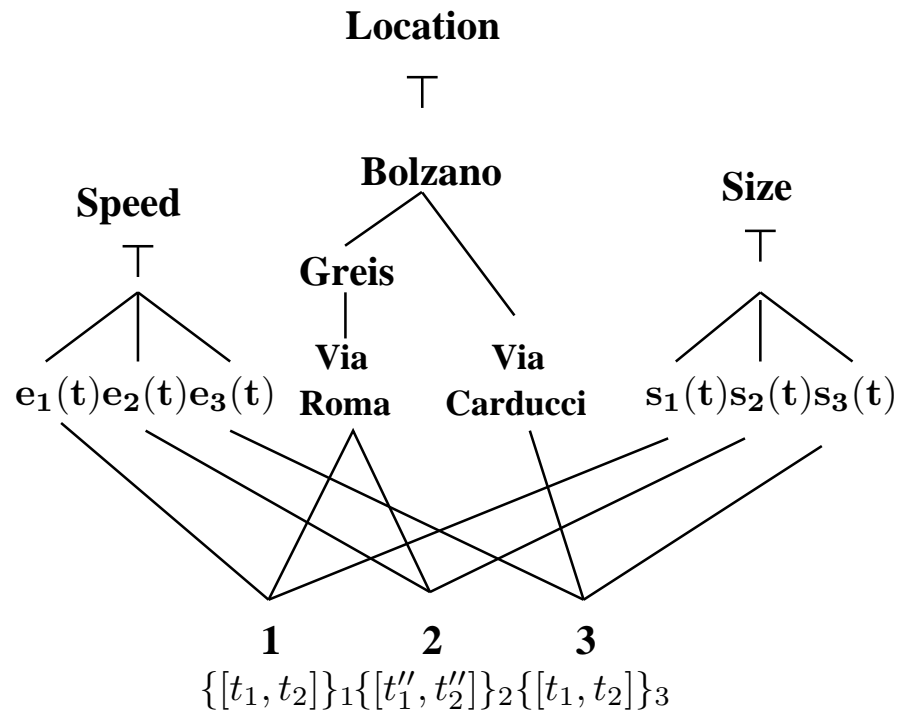 Location
⊤
Bolzano
Speed
⊤
Size
⊤
Greis
Via
Roma
Via
Carducci
e₁(t)e₂(t)e₃(t)
s₁(t)s₂(t)s₃(t)
1 2 3
{[t₁, t₂]}₁{[t₁″, t₂″]}₂{[t₁, t₂]}₃